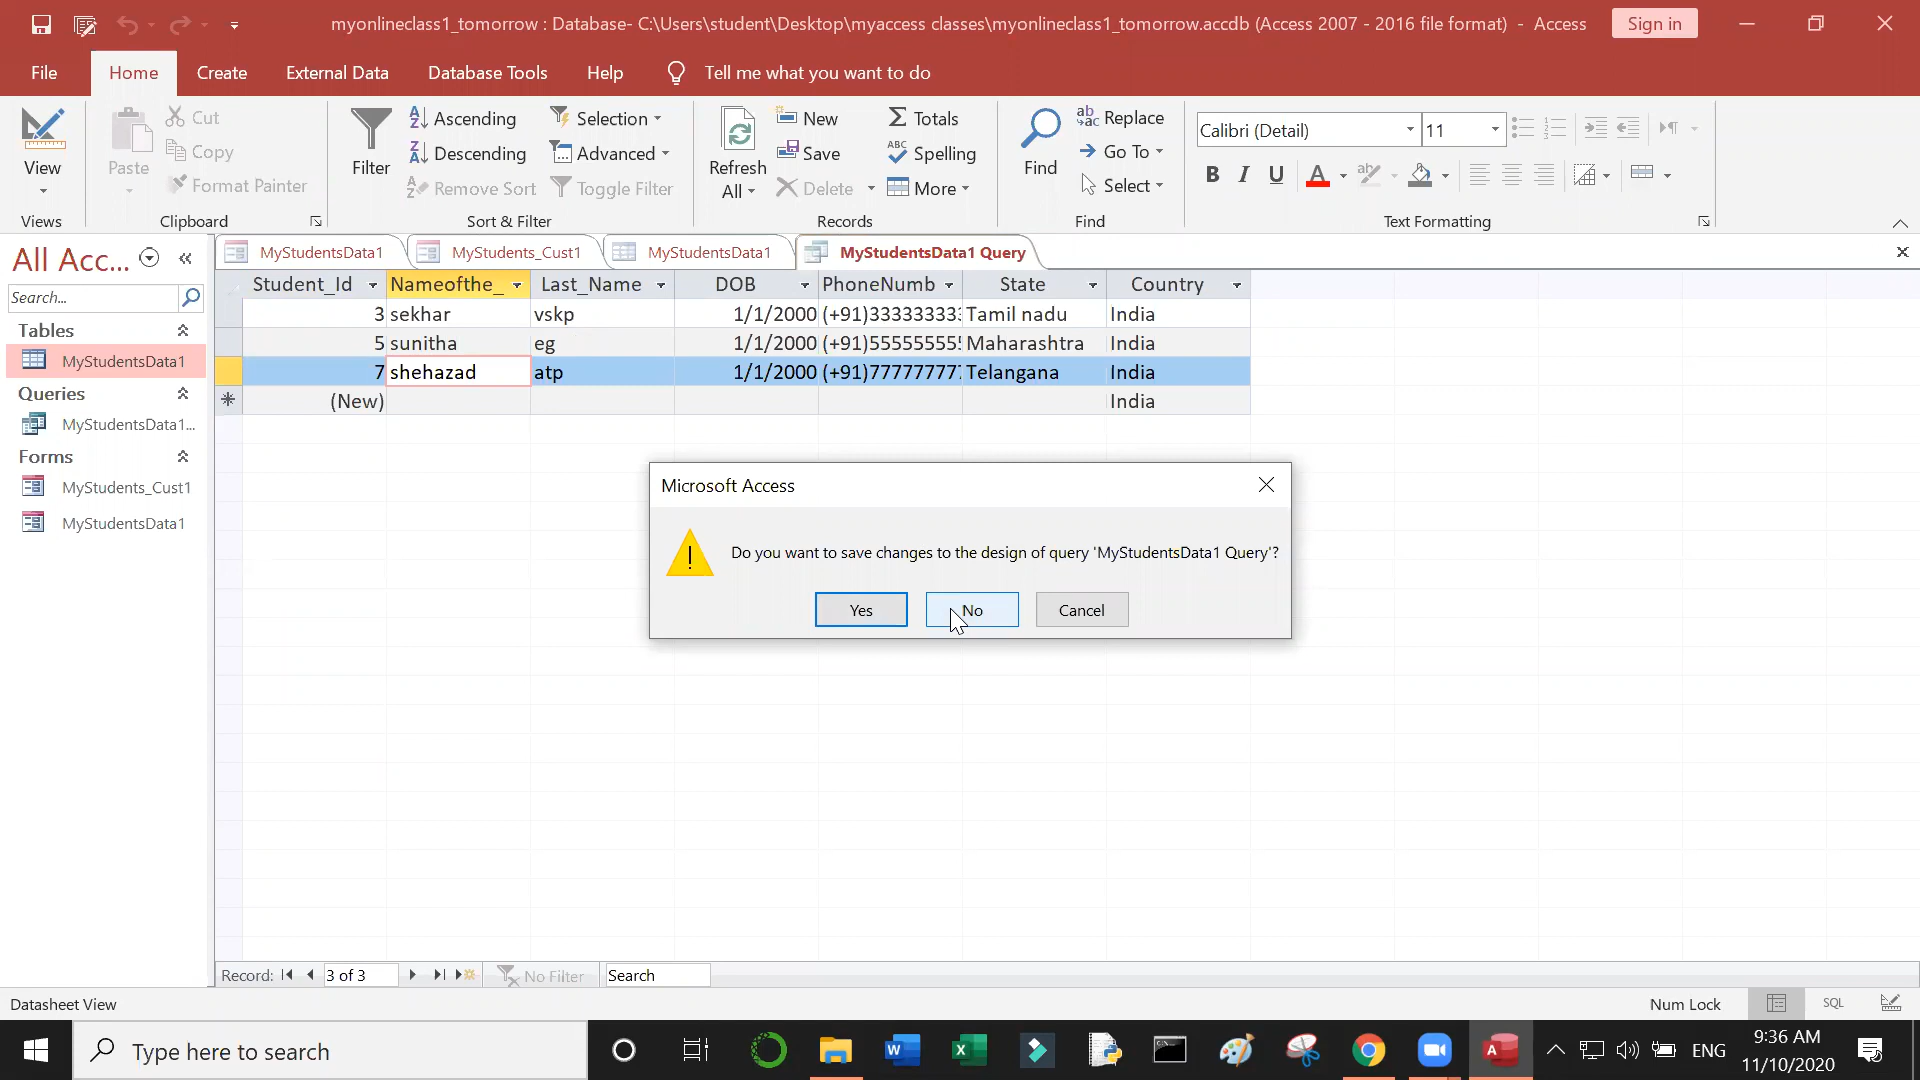 myonlineclass1_tomorrow : Database- C:\Users\student\Desktop\myaccess classes\myonlineclass1_tomorrow.accdb (Access 2007 - 2016 file format) - Access
Sign in
File Home Create External Data Database Tools Help Tell me what you want to do
View
Paste
Cut
Copy
Format Painter
Filter
Ascending
Descending
Remove Sort
Selection
Advanced
Toggle Filter
Refresh
All
New
Save
Delete
Totals
Spelling
More
Find
Replace
Go To
Select
Calibri (Detail) 11
B I U A
Views Clipboard Sort & Filter Records Find Text Formatting
All Acc...
Search...
Tables
MyStudentsData1
Queries
MyStudentsData1...
Forms
MyStudents_Cust1
MyStudentsData1
MyStudentsData1 MyStudents_Cust1 MyStudentsData1 MyStudentsData1 Query
Student_Id Nameofthe_ Last_Name DOB PhoneNumb State Country
3 sekhar vskp 1/1/2000 (+91)33333333 Tamil nadu India
5 sunitha eg 1/1/2000 (+91)55555555 Maharashtra India
7 shehazad atp 1/1/2000 (+91)77777777 Telangana India
(New) India
Microsoft Access
Do you want to save changes to the design of query 'MyStudentsData1 Query'?
Yes No Cancel
Record: 3 of 3 No Filter Search
Datasheet View Num Lock SQL
Type here to search
ENG
9:36 AM
11/10/2020